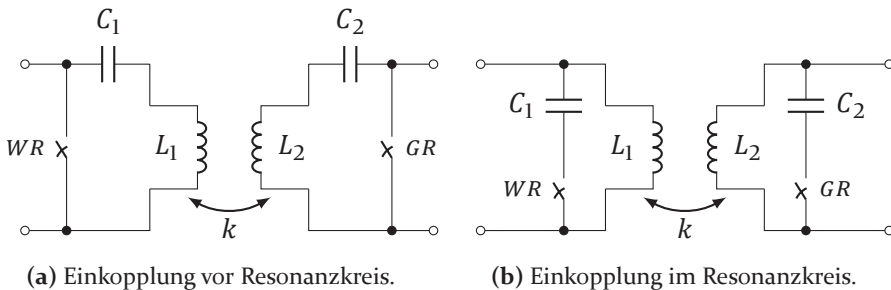 C1
C2
WR
L1
L2
GR
k
(a) Einkopplung vor Resonanzkreis.
C1
C2
L1
L2
WR
GR
k
(b) Einkopplung im Resonanzkreis.